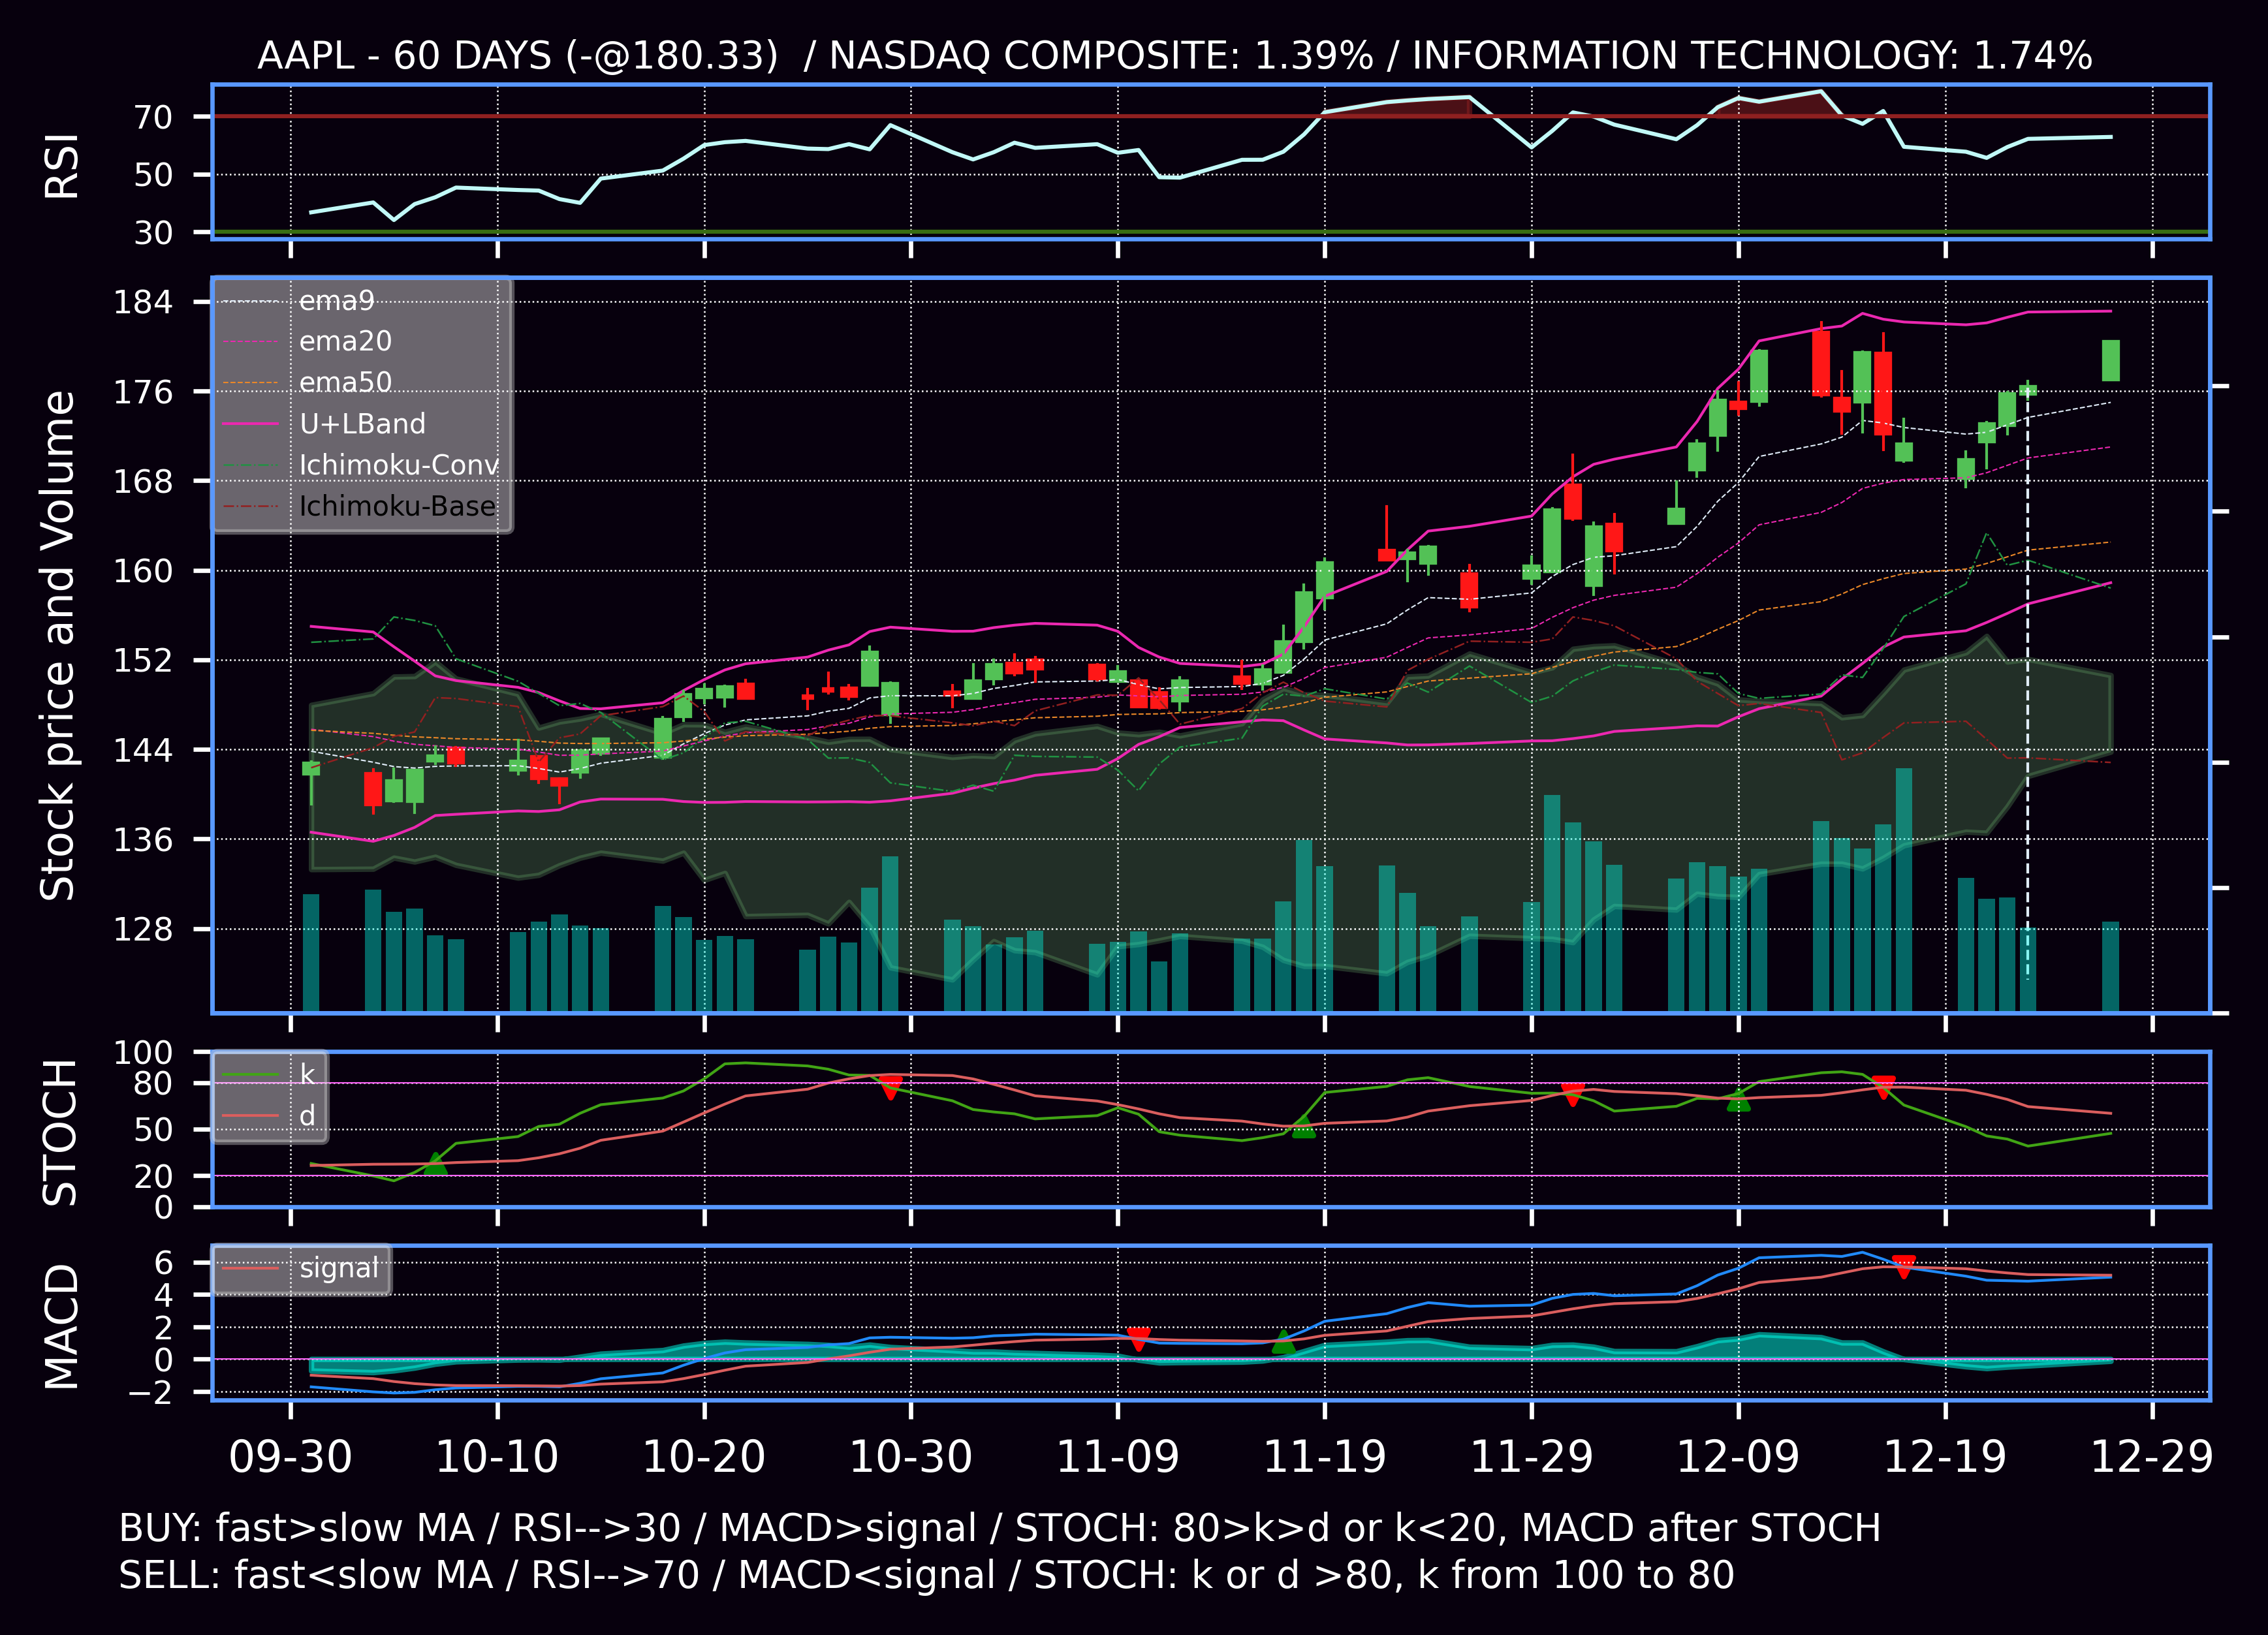 AAPL - 60 DAYS (-@180.33)  / NASDAQ COMPOSITE: 1.39% / INFORMATION TECHNOLOGY: 1.74%
RSI
70
50
30
Stock price and Volume
184
176
168
160
152
144
136
128
ema9
ema20
ema50
U+LBand
Ichimoku-Conv
Ichimoku-Base
STOCH
100
80
50
20
0
k
d
MACD
6
4
2
0
−2
signal
09-30 10-10 10-20 10-30 11-09 11-19 11-29 12-09 12-19 12-29
BUY: fast>slow MA / RSI-->30 / MACD>signal / STOCH: 80>k>d or k<20, MACD after STOCH
SELL: fast<slow MA / RSI-->70 / MACD<signal / STOCH: k or d >80, k from 100 to 80